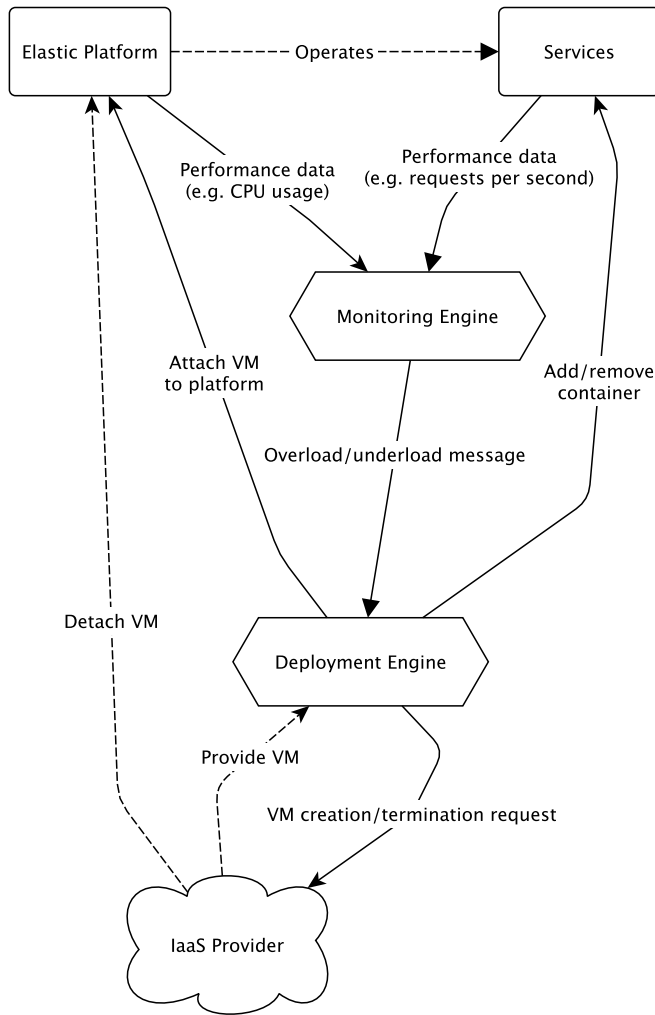 Elastic Platform
Operates
Services
Performance data
(e.g. CPU usage)
Performance data
(e.g. requests per second)
Monitoring Engine
Attach VM
to platform
Add/remove
container
Overload/underload message
Detach VM
Deployment Engine
Provide VM
VM creation/termination request
IaaS Provider